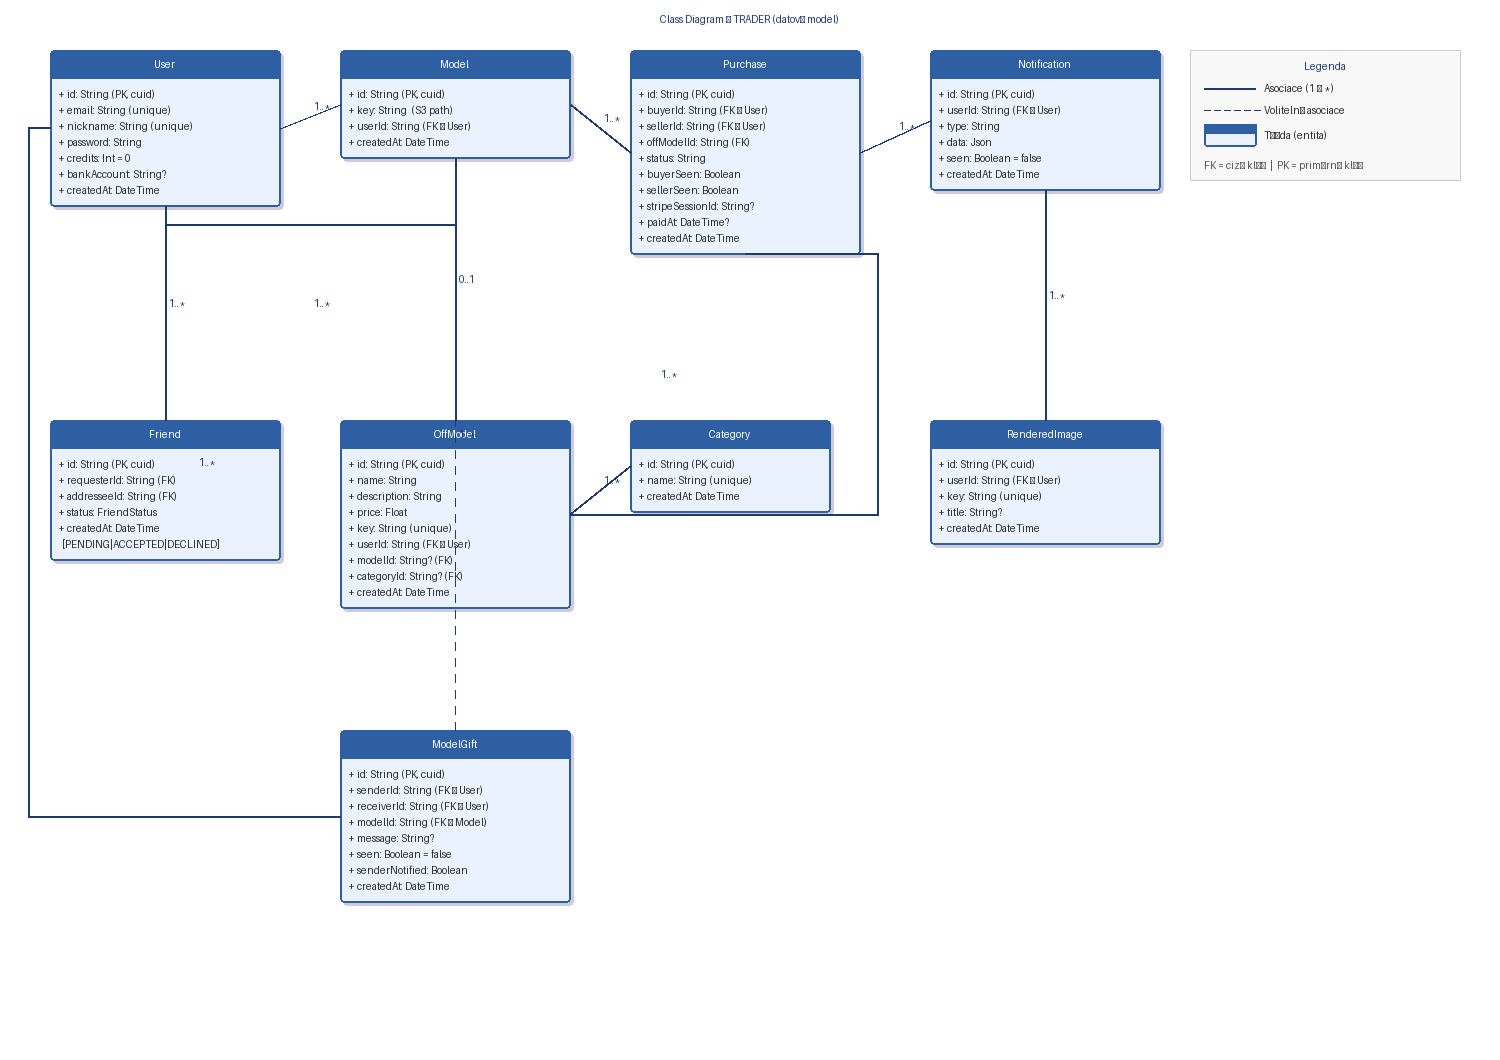 Class Diagram □ TRADER (datov□ model)
User
+ id: String (PK, cuid)
+ email: String (unique)
+ nickname: String (unique)
+ password: String
+ credits: Int = 0
+ bankAccount: String?
+ createdAt: DateTime
1..*
Model
+ id: String (PK, cuid)
+ key: String (S3 path)
+ userId: String (FK□User)
+ createdAt: DateTime
1..*
Purchase
+ id: String (PK, cuid)
+ buyerId: String (FK□User)
+ sellerId: String (FK□User)
+ offModelId: String (FK)
+ status: String
+ buyerSeen: Boolean
+ sellerSeen: Boolean
+ stripeSessionId: String?
+ paidAt: DateTime?
+ createdAt: DateTime
1..*
Notification
+ id: String (PK, cuid)
+ userId: String (FK□User)
+ type: String
+ data: Json
+ seen: Boolean = false
+ createdAt: DateTime
Legenda
Asociace (1□*)
Voliteln□ asociace
T□□da (entita)
FK = ciz□ kl□□ | PK = prim□rn□ kl□□
0..1
1..*
1..*
1..*
1..*
Friend
+ id: String (PK, cuid)
1..*
+ requesterId: String (FK)
+ addresseeId: String (FK)
+ status: FriendStatus
+ createdAt: DateTime
[PENDING|ACCEPTED|DECLINED]
OffModel
+ id: String (PK, cuid)
+ name: String
+ description: String
+ price: Float
+ key: String (unique)
+ userId: String (FK□User)
+ modelId: String? (FK)
+ categoryId: String? (FK)
+ createdAt: DateTime
1..*
Category
+ id: String (PK, cuid)
+ name: String (unique)
+ createdAt: DateTime
RenderedImage
+ id: String (PK, cuid)
+ userId: String (FK□User)
+ key: String (unique)
+ title: String?
+ createdAt: DateTime
ModelGift
+ id: String (PK, cuid)
+ senderId: String (FK□User)
+ receiverId: String (FK□User)
+ modelId: String (FK□Model)
+ message: String?
+ seen: Boolean = false
+ senderNotified: Boolean
+ createdAt: DateTime